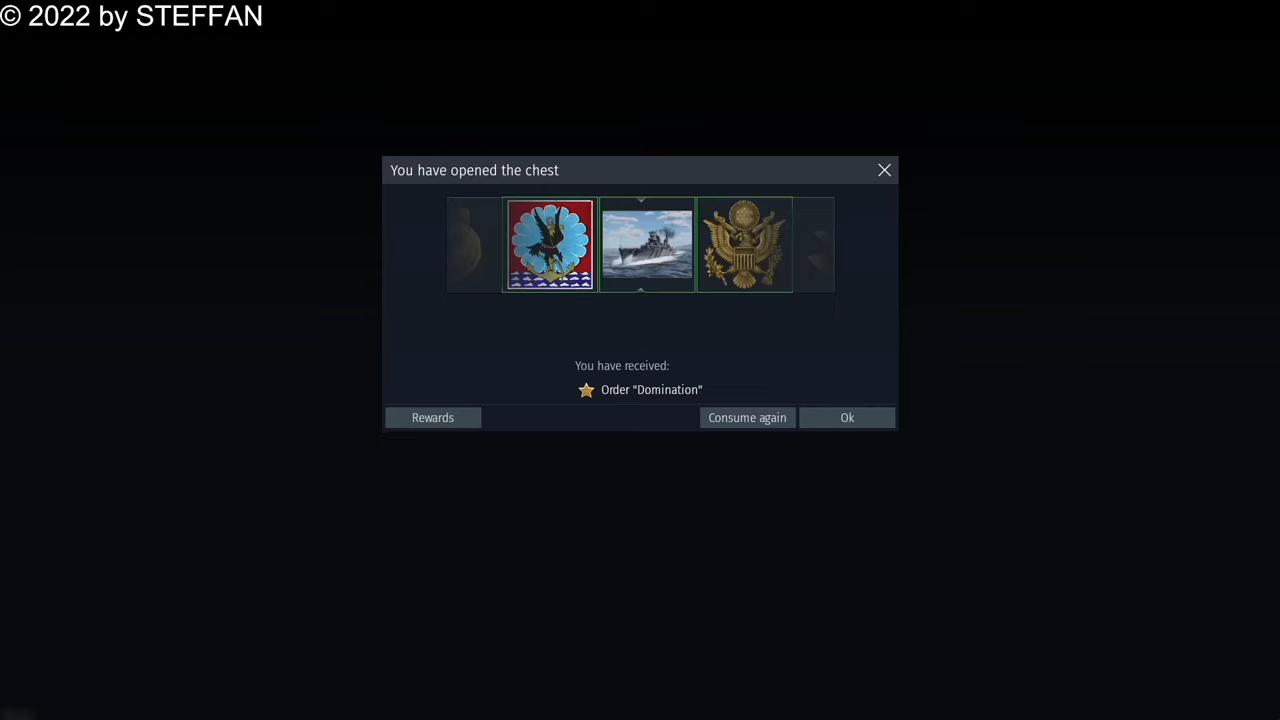 © 2022 by STEFFAN
You have opened the chest
You have received:
Order "Domination"
Rewards
Consume again
Ok